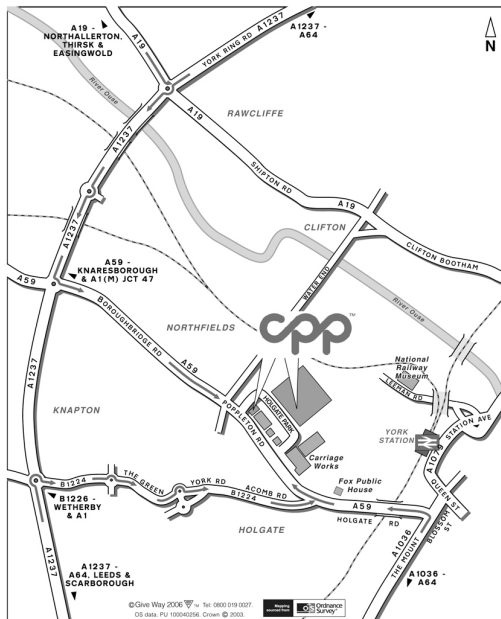 A19 -
NORTHALLERTON,
THIRSK &
EASINGWOLD
A1237 -
A64
N
A19
YORK RING RD
River Ouse
RAWCLIFFE
A1237
A19
SHIPTON RD
A1237
A19
CLIFTON
CLIFTON BOOTHAM
A59 -
KNARESBOROUGH
& A1(M) JCT 47
WATER END
A59
BOROUGHBRIDGE RD
NORTHFIELDS
cpp™
River Ouse
A59
National
Railway
Museum
LEEMAN RD
A1237
KNAPTON
POPPLETON RD
HOLGATE PARK
YORK
STATION
STATION AVE
A1079
Carriage
Works
QUEEN ST
B1224
THE GREEN
YORK RD
ACOMB RD
B1224
Fox Public
House
A59
BLOSSOM ST
B1226 -
WETHERBY
& A1
HOLGATE
HOLGATE RD
A1036
THE MOUNT
A1237
A1237 -
A64, LEEDS &
SCARBOROUGH
A1036 -
A64
©Give Way 2006 ™ Tel: 0800 019 0027.
OS data. PU 100040256. Crown © 2003.
Mapping
sourced from
Ordnance
Survey®